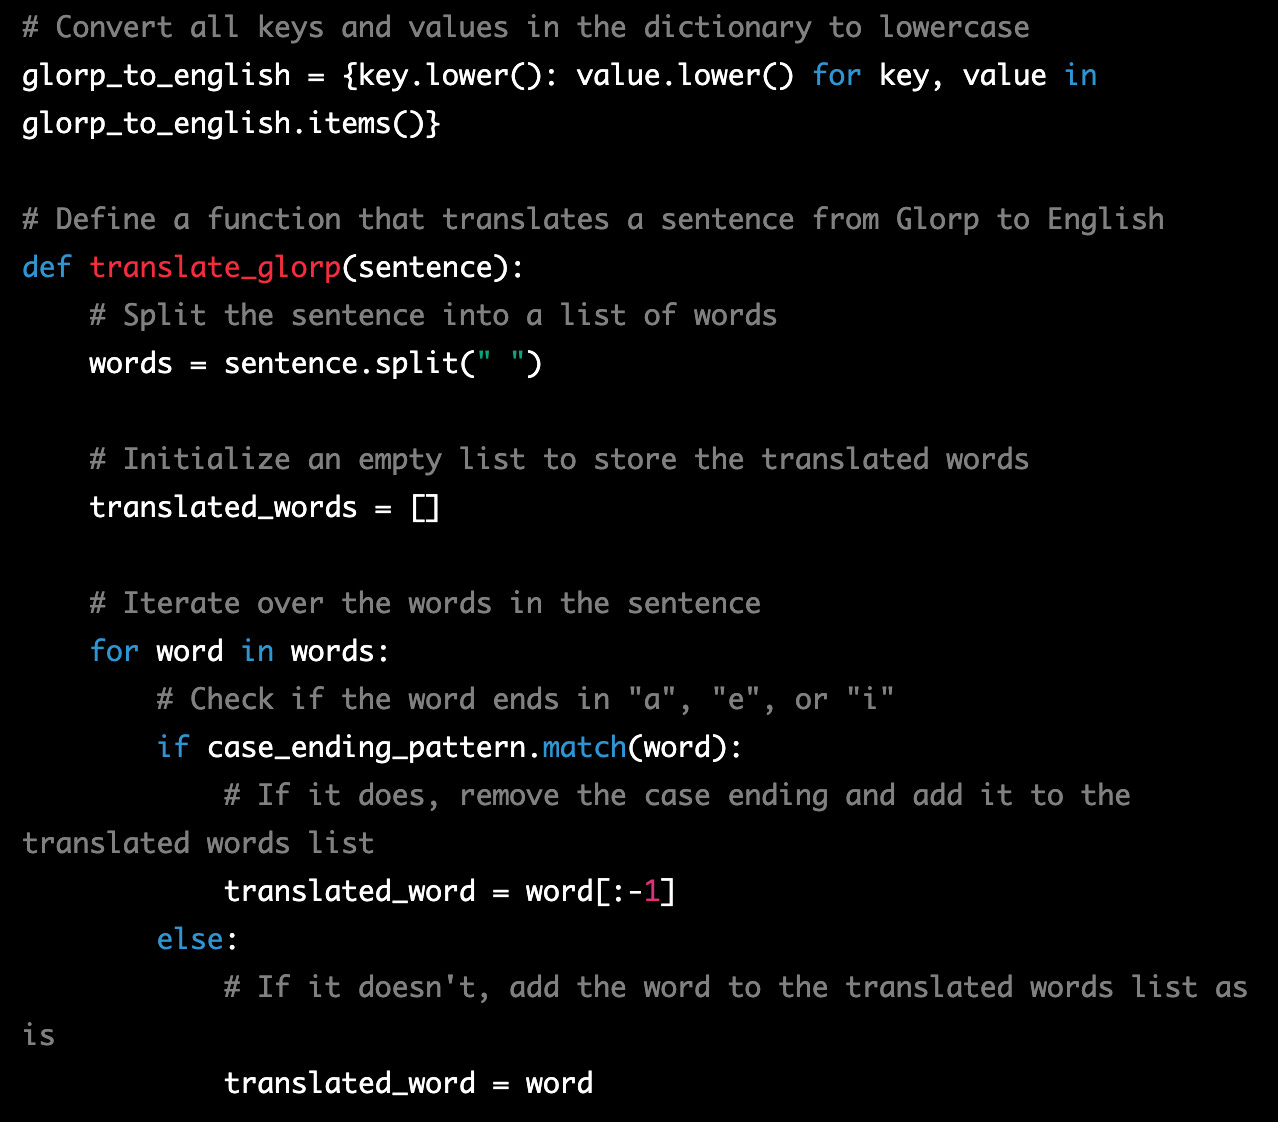 # Convert all keys and values in the dictionary to lowercase
glorp_to_english = {key.lower(): value.lower() for key, value in
glorp_to_english.items()}

# Define a function that translates a sentence from Glorp to English
def translate_glorp(sentence):
    # Split the sentence into a list of words
    words = sentence.split(" ")

    # Initialize an empty list to store the translated words
    translated_words = []

    # Iterate over the words in the sentence
    for word in words:
        # Check if the word ends in "a", "e", or "i"
        if case_ending_pattern.match(word):
            # If it does, remove the case ending and add it to the
translated words list
            translated_word = word[:-1]
        else:
            # If it doesn't, add the word to the translated words list as
is
            translated_word = word